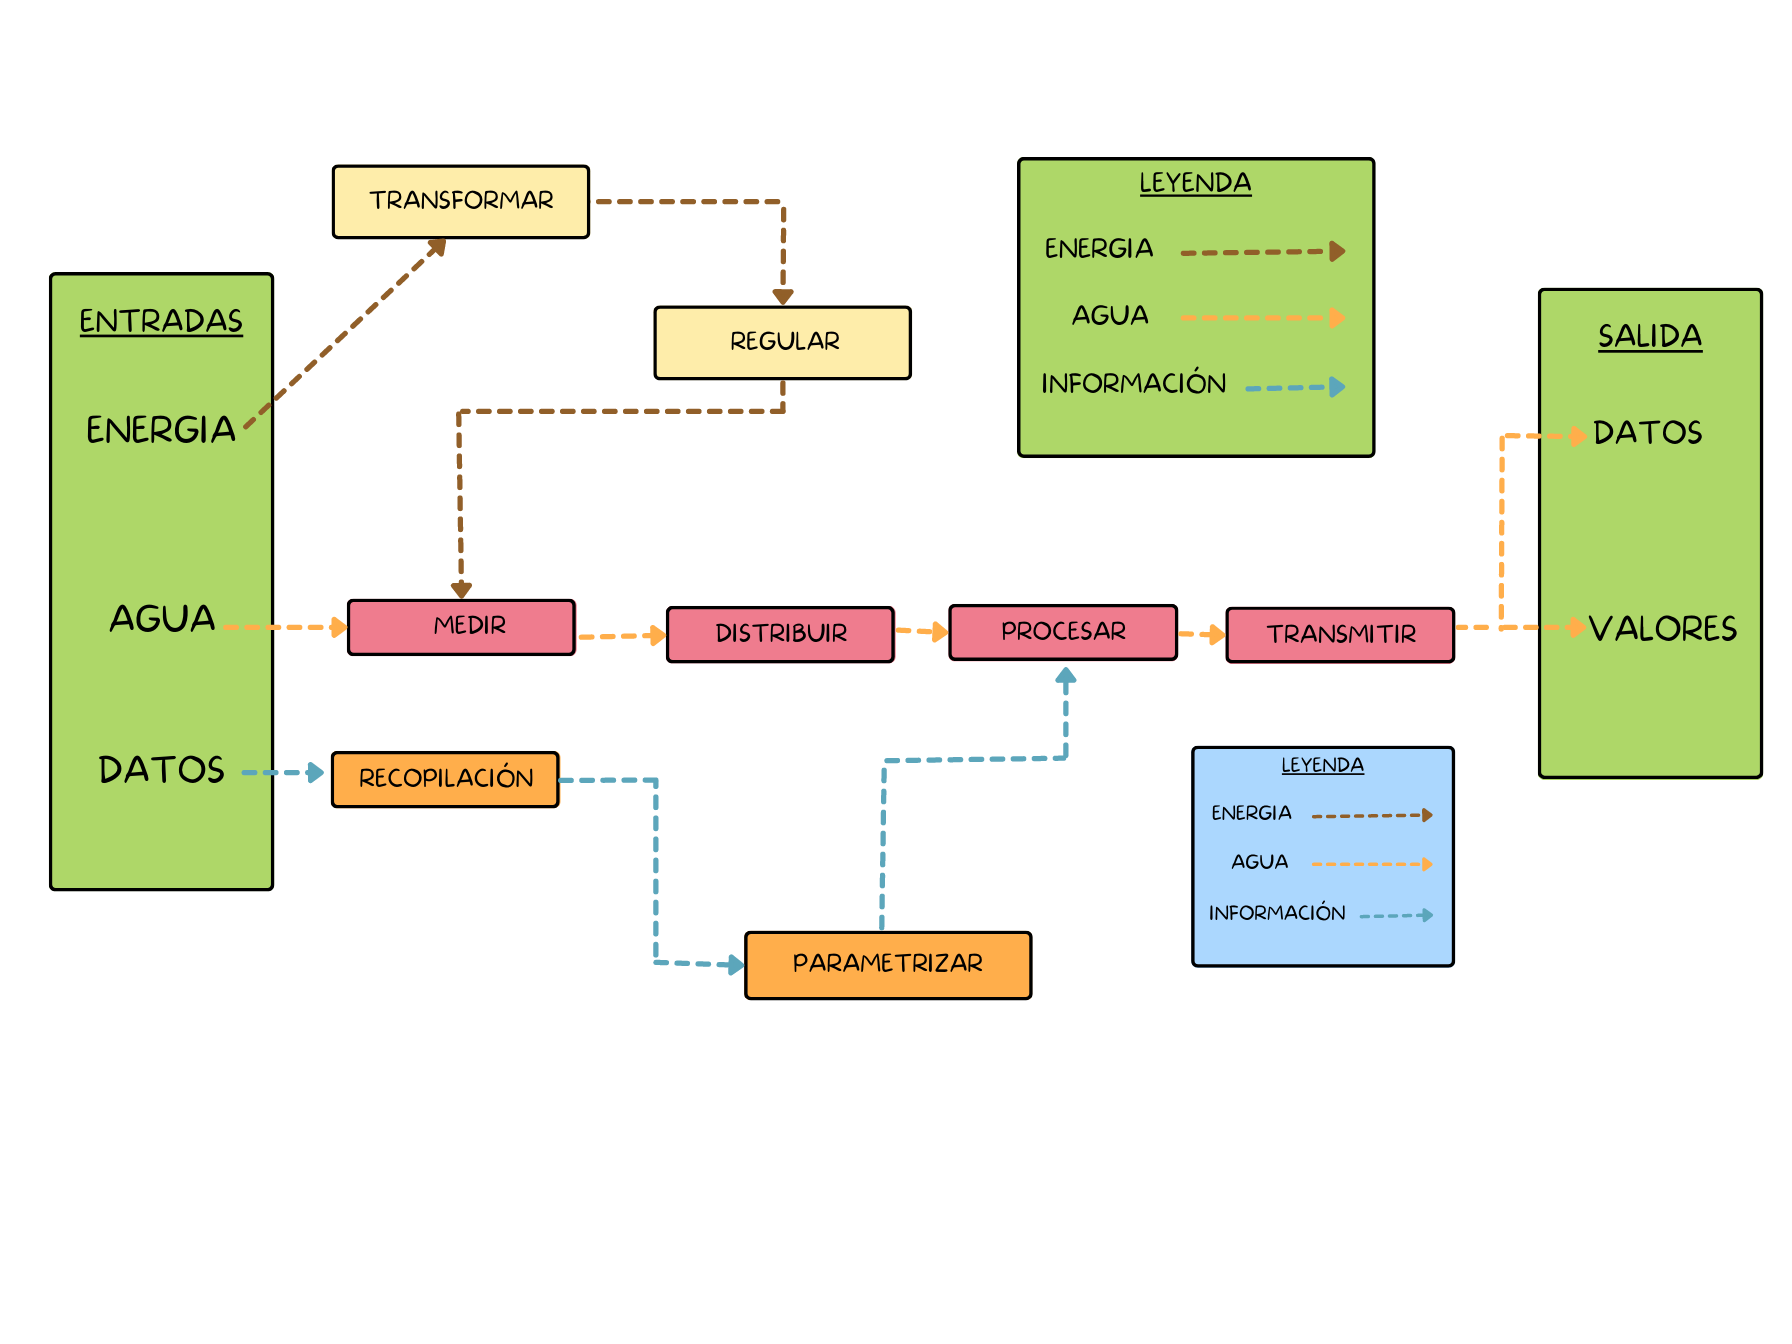 TRANSFORMAR
LEYENDA
ENERGIA
AGUA
INFORMACIÓN
ENTRADAS
ENERGIA
AGUA
DATOS
REGULAR
SALIDA
DATOS
VALORES
MEDIR
DISTRIBUIR
PROCESAR
TRANSMITIR
RECOPILACIÓN
PARAMETRIZAR
LEYENDA
ENERGIA
AGUA
INFORMACIÓN